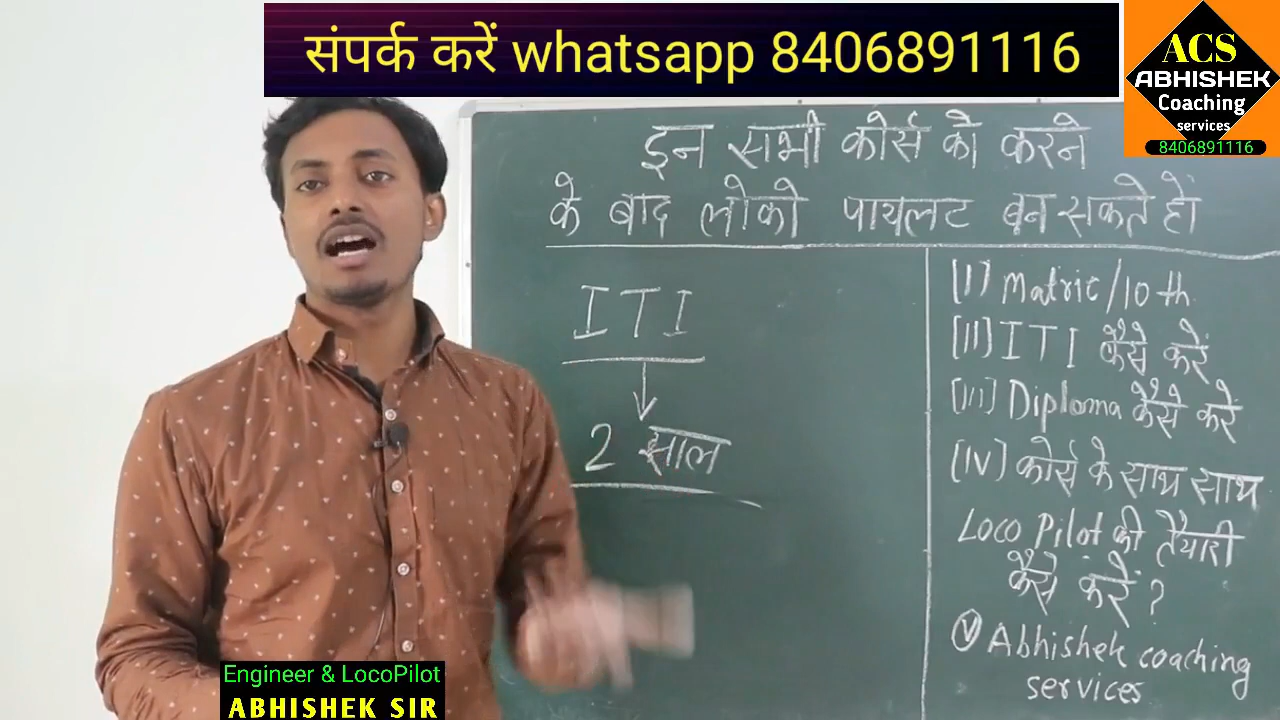 संपर्क करें whatsapp 8406891116
ACS
ABHISHEK
Coaching
services
8406891116
इन सभी कोर्स को करने
के बाद लोको पायलट बन सकते हो
ITI
2 साल
[I] Matric/10th
[II] ITI कैसे करें
[III] Diploma कैसे करें
[IV] कोर्स के साथ साथ
Loco Pilot की तैयारी
कैसे करें ?
(V) Abhishek coaching
services
Engineer & LocoPilot
ABHISHEK SIR